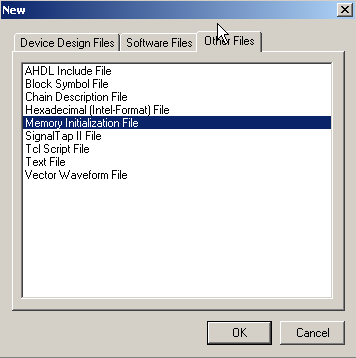 New
Device Design Files Software Files Other Files
AHDL Include File
Block Symbol File
Chain Description File
Hexadecimal (Intel-Format) File
Memory Initialization File
SignalTap II File
Tcl Script File
Text File
Vector Waveform File
OK Cancel